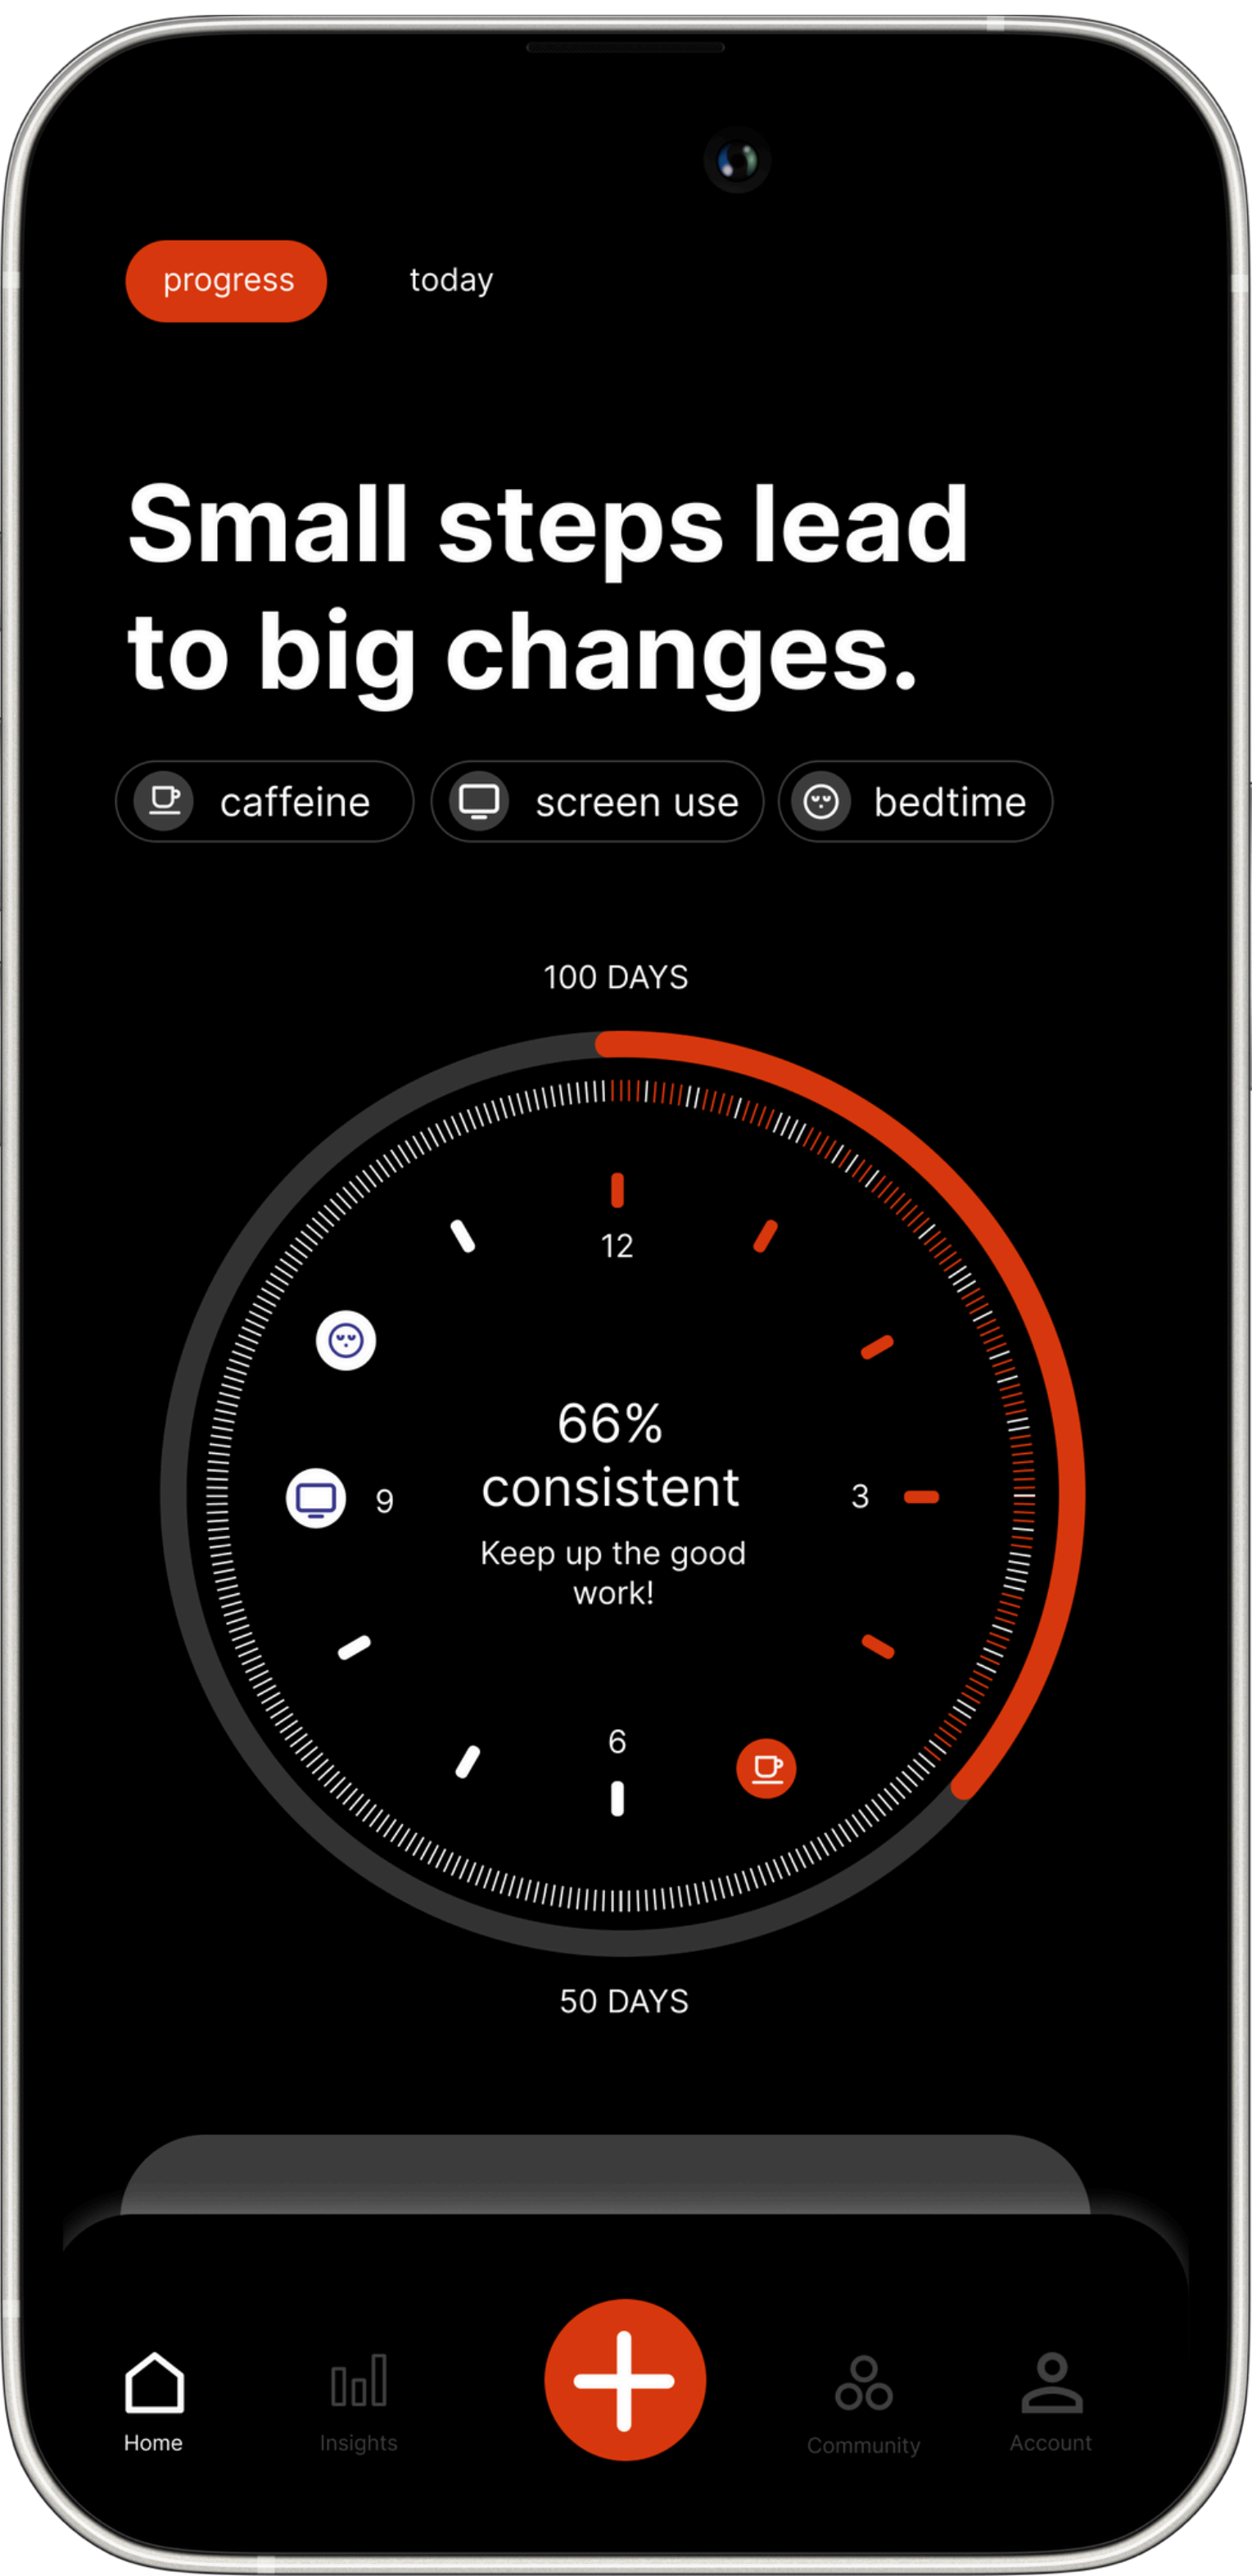 progress
today
Small steps lead
to big changes.
caffeine
screen use
bedtime
100 DAYS
12
66%
consistent
9
3
Keep up the good
work!
6
50 DAYS
Home
Insights
Community
Account